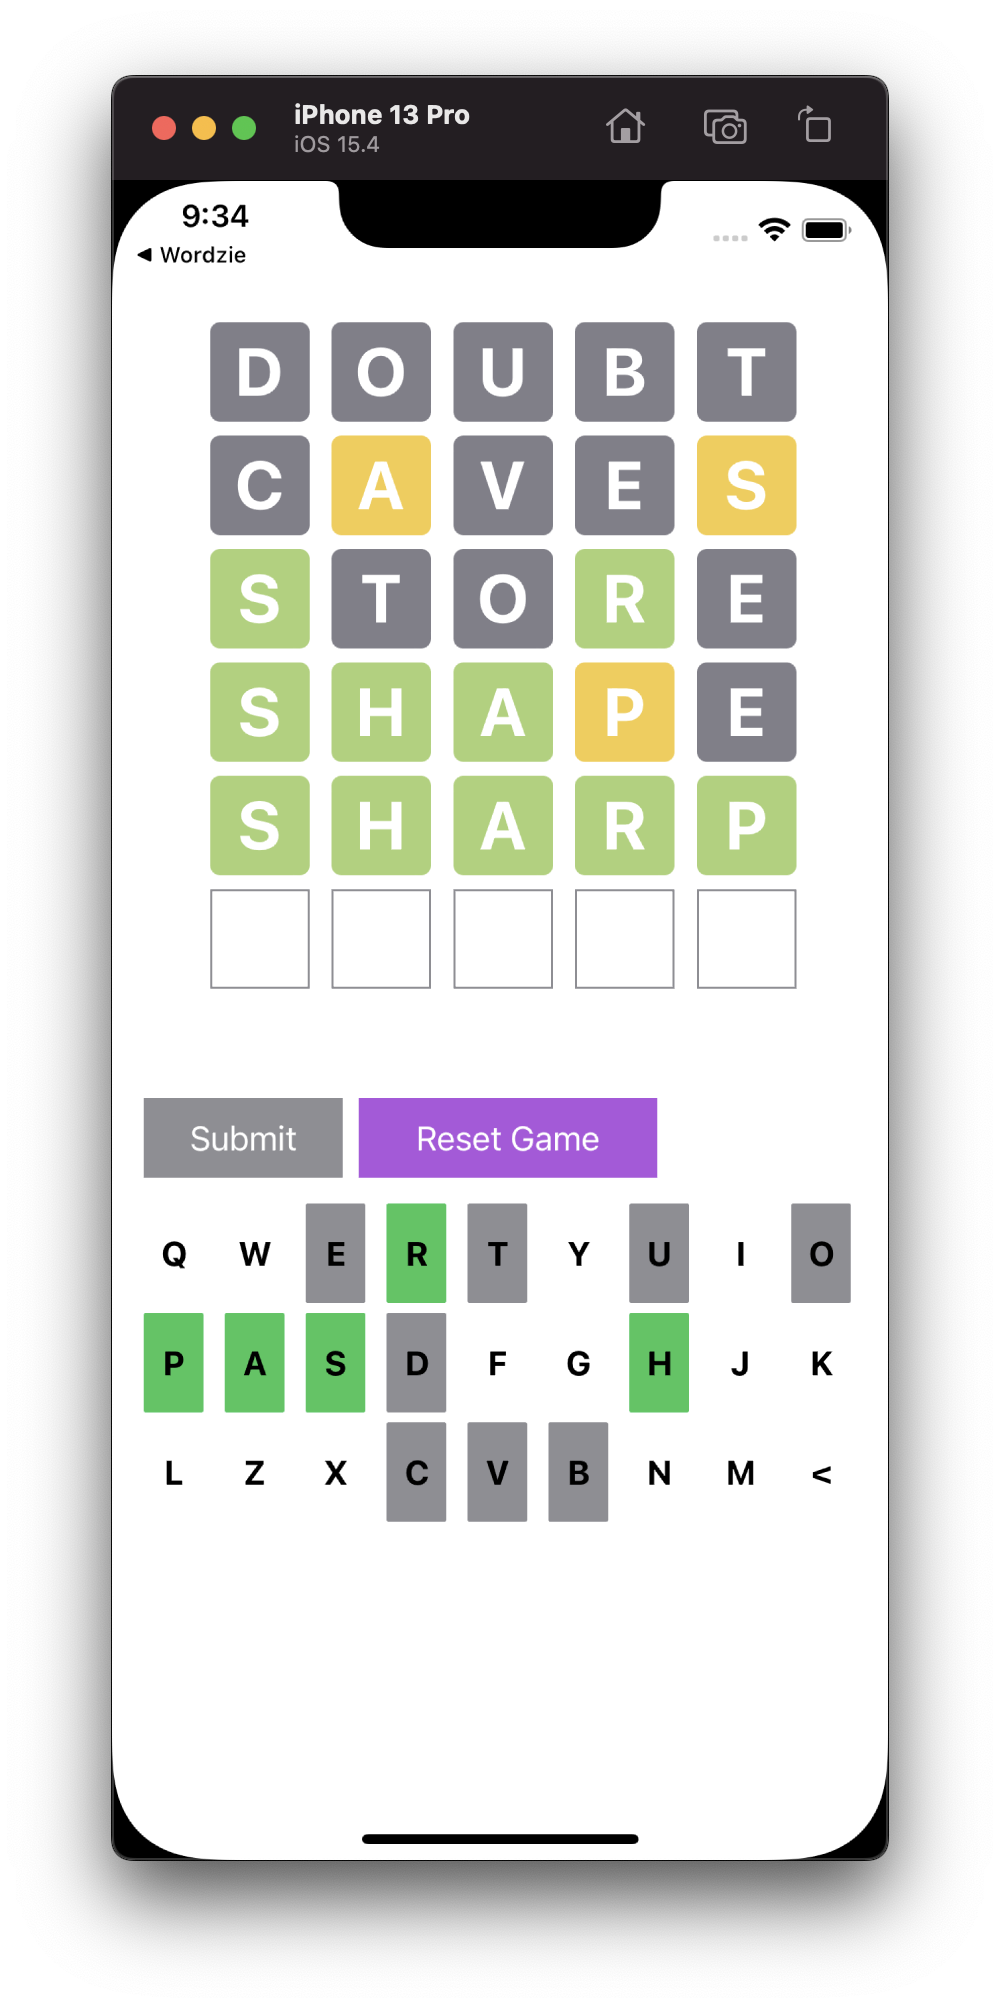 iPhone 13 Pro
iOS 15.4
9:34
◀ Wordzie
D O U B T
C A V E S
S T O R E
S H A P E
S H A R P
Submit Reset Game
Q W E R T Y U I O
P A S D F G H J K
L Z X C V B N M <